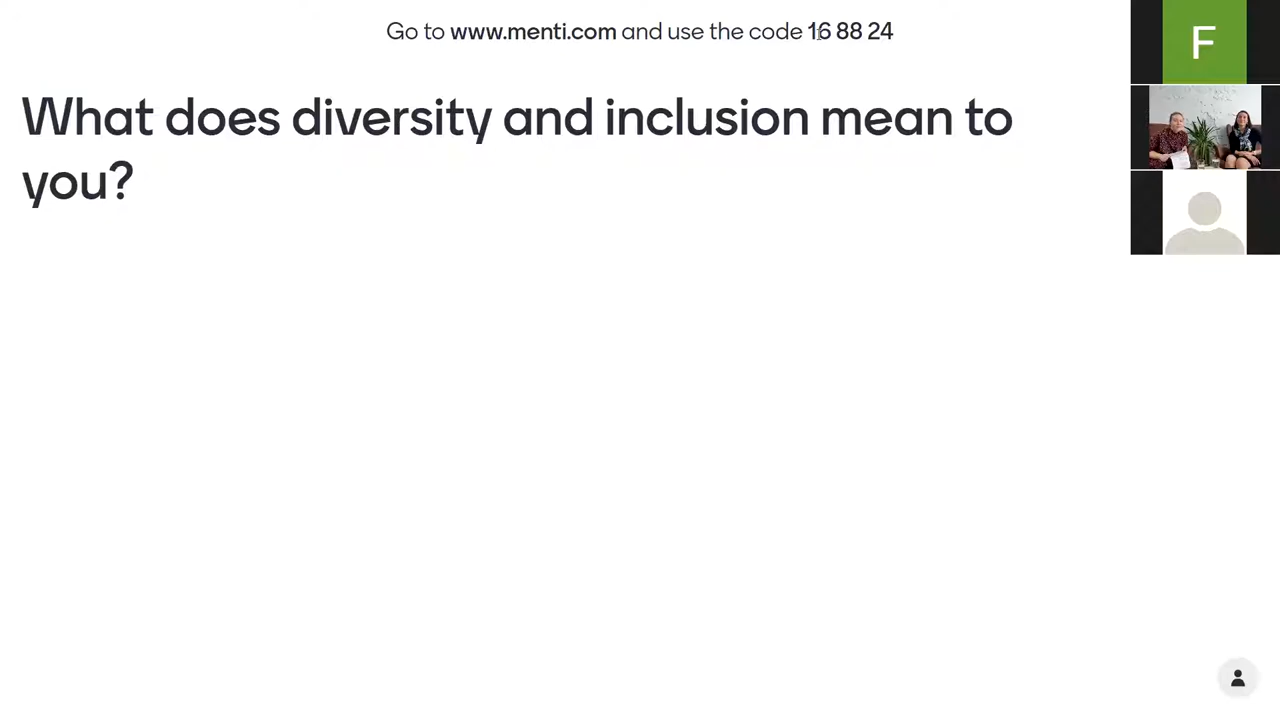 Go to www.menti.com and use the code 16 88 24
F
What does diversity and inclusion mean to
you?